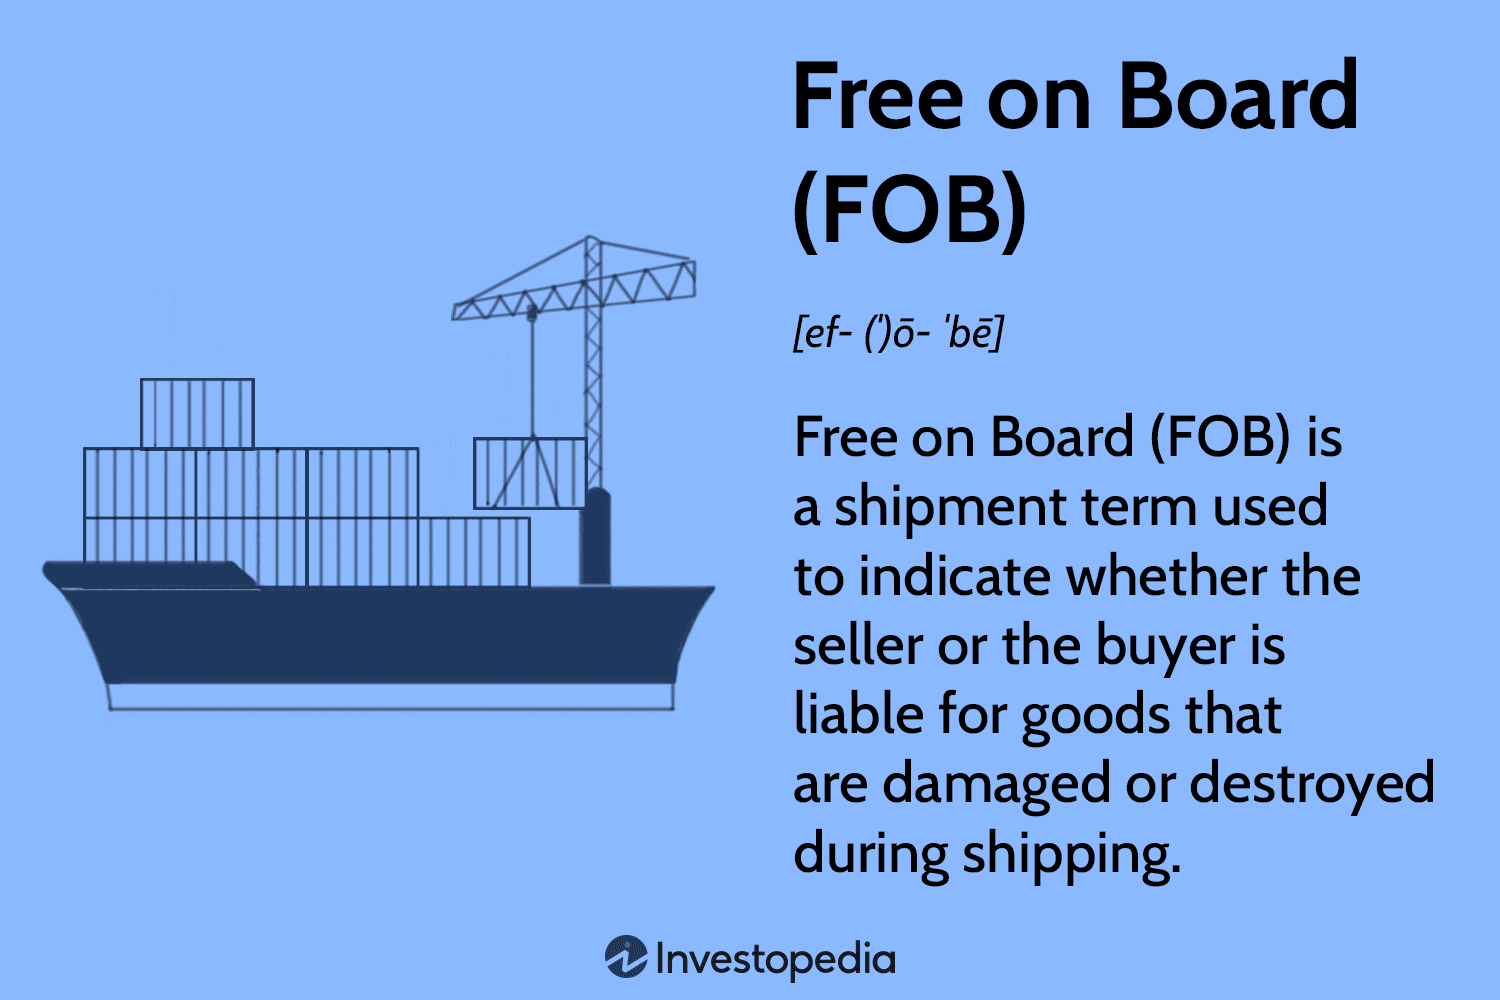 Free on Board
(FOB)
[ef- (ˈ)ō- ˈbē]
Free on Board (FOB) is
a shipment term used
to indicate whether the
seller or the buyer is
liable for goods that
are damaged or destroyed
during shipping.
Investopedia